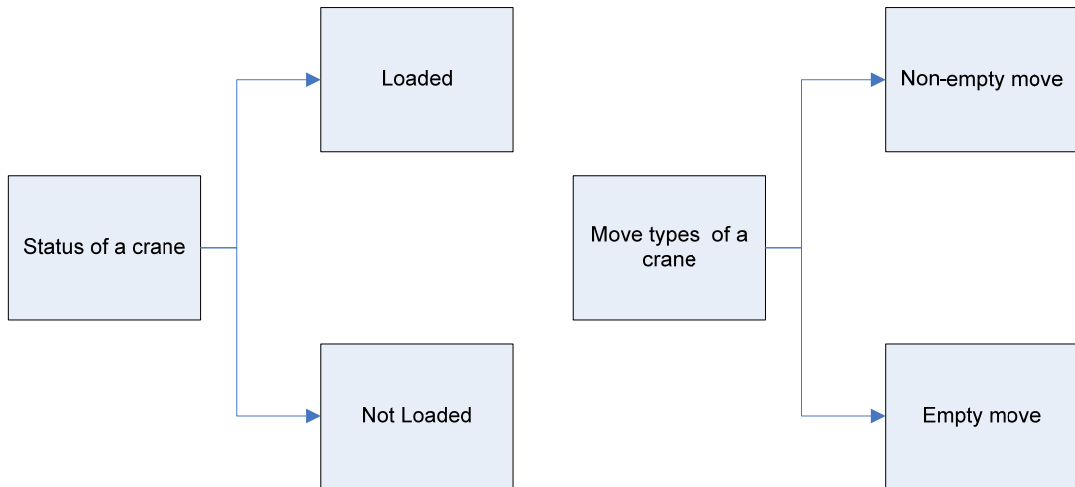 Loaded
Status of a crane
Not Loaded
Non-empty move
Move types of a
crane
Empty move